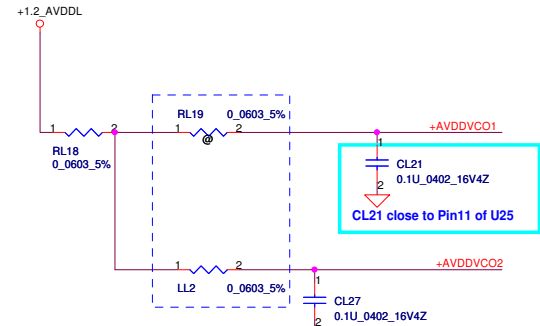 +1.2_AVDDL
RL19 0_0603_5%
1 2 1 2 +AVDDVCO1
@
RL18
0_0603_5%
1
CL21
0.1U_0402_16V4Z
2
CL21 close to Pin11 of U25
1 2 +AVDDVCO2
LL2 0_0603_5%
1
CL27
0.1U_0402_16V4Z
2